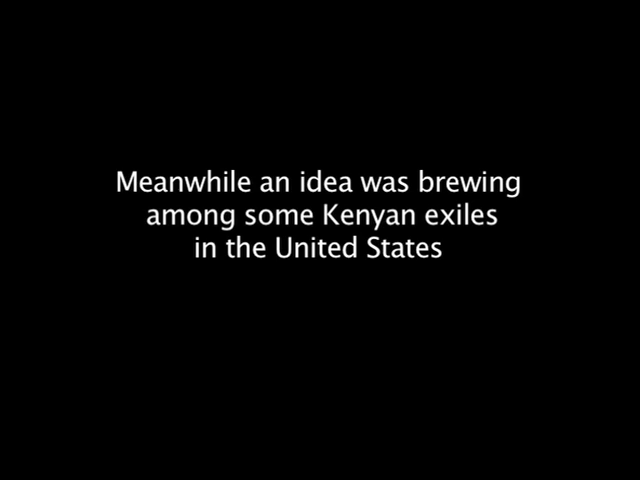 Meanwhile an idea was brewing
among some Kenyan exiles
in the United States